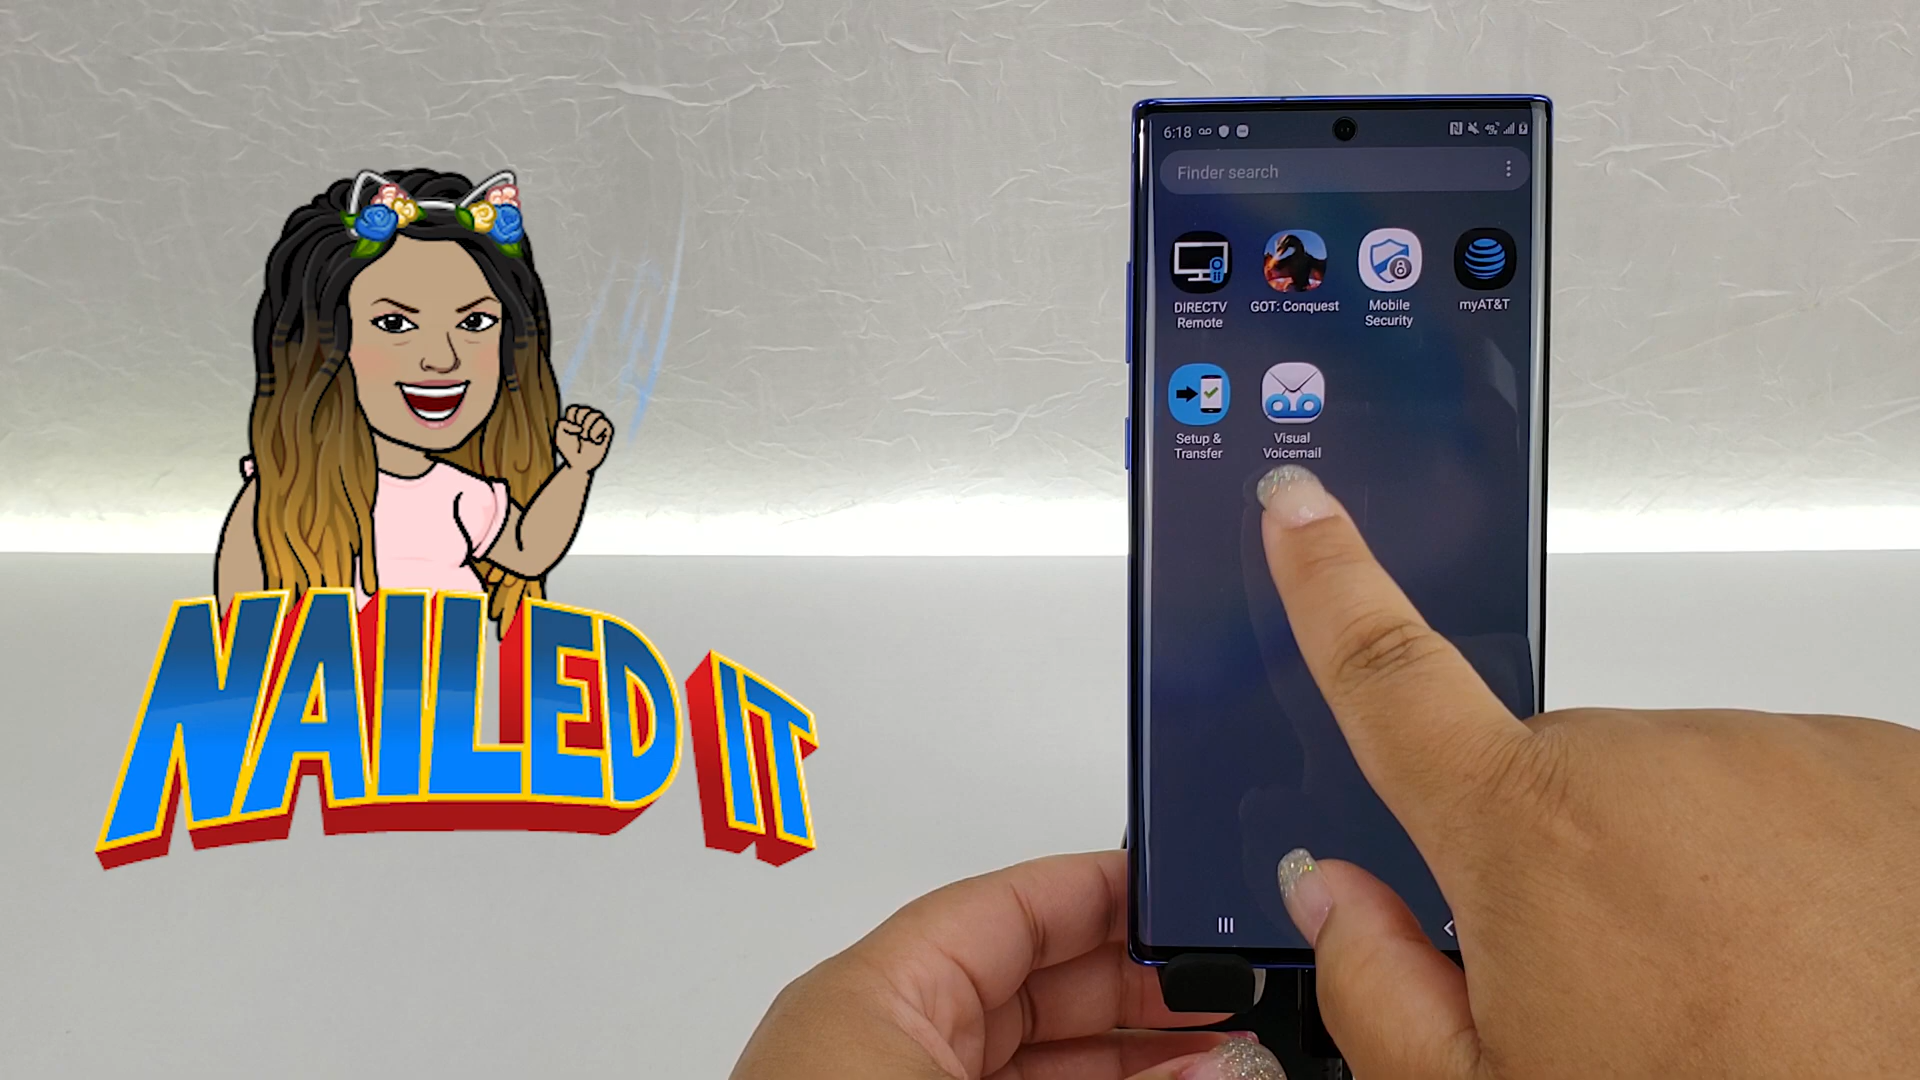 NAILED IT
6:18
Finder search
DIRECTV
Remote
GOT: Conquest
Mobile
Security
myAT&T
Setup &
Transfer
Visual
Voicemail